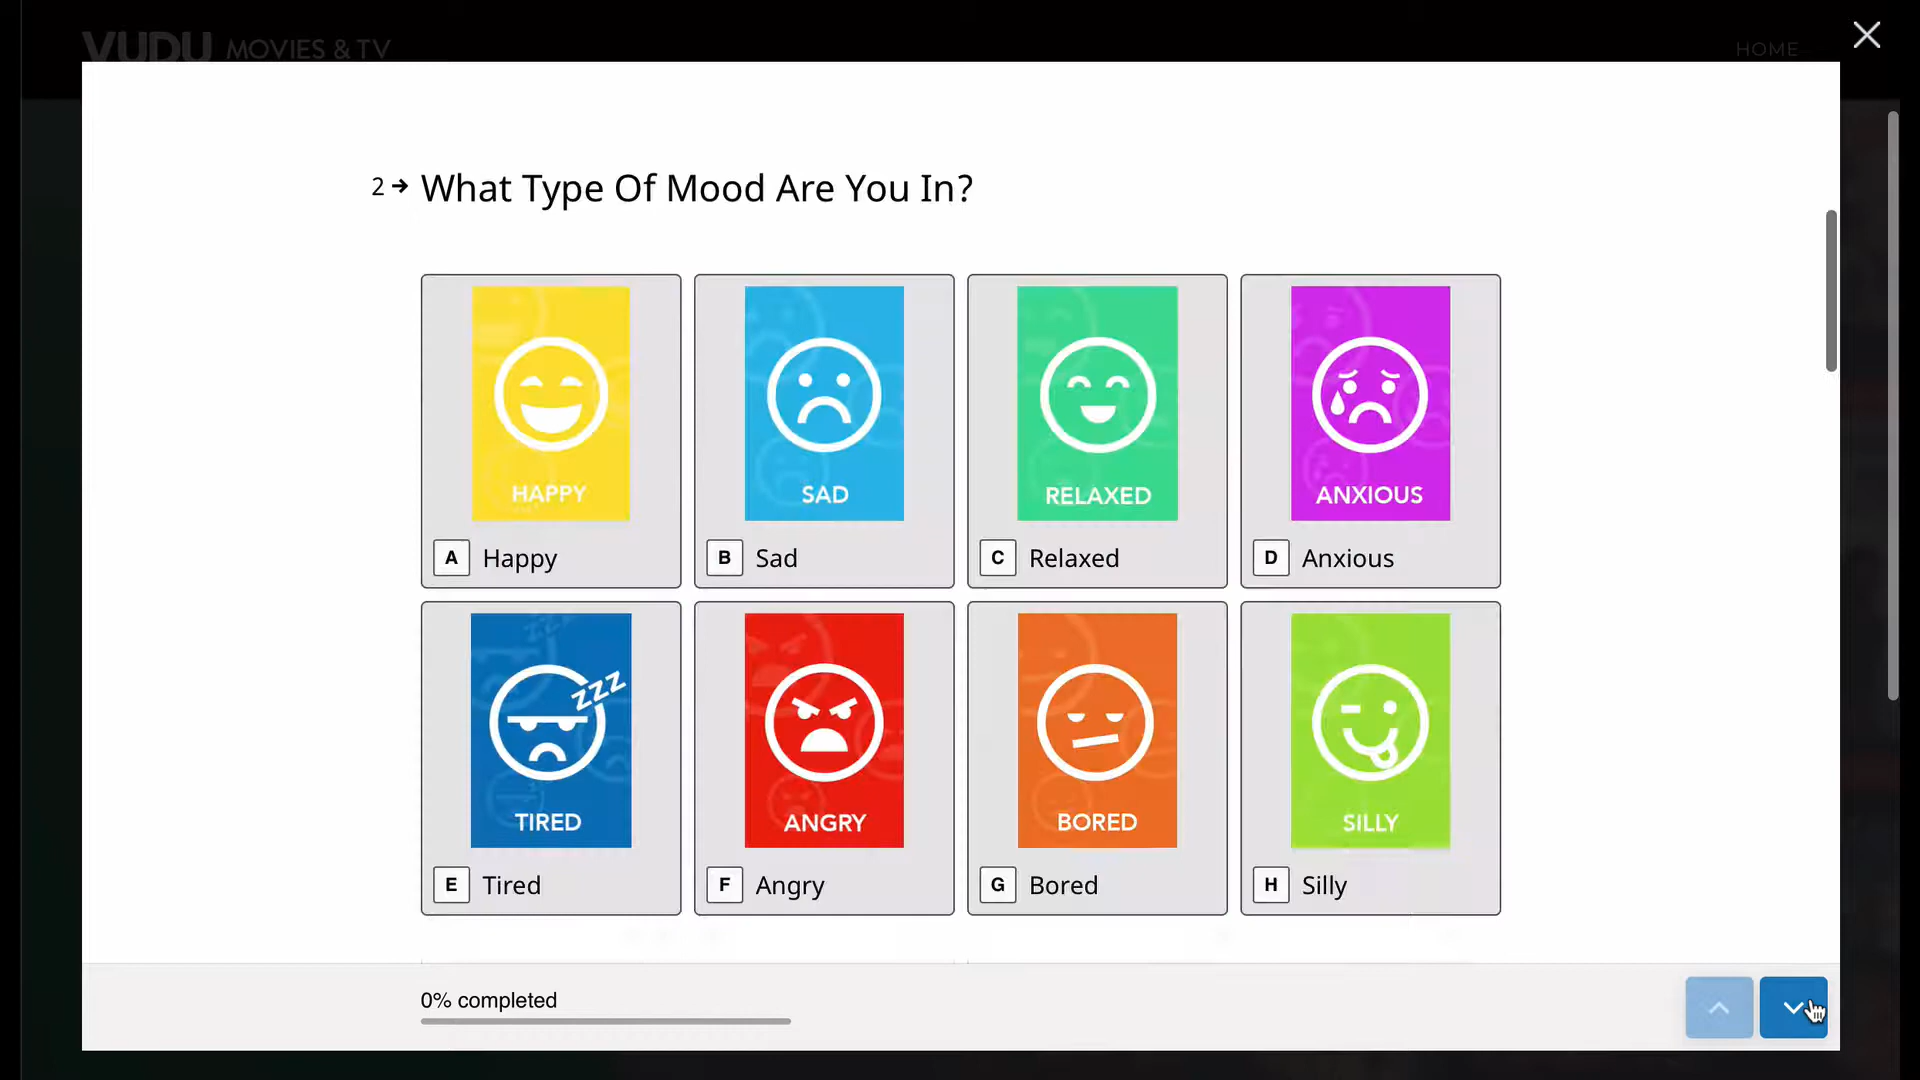 VUDU MOVIES & TV
HOME
2 → What Type Of Mood Are You In?
HAPPY
SAD
RELAXED
ANXIOUS
A Happy
B Sad
C Relaxed
D Anxious
zzz
TIRED
ANGRY
BORED
SILLY
E Tired
F Angry
G Bored
H Silly
0% completed